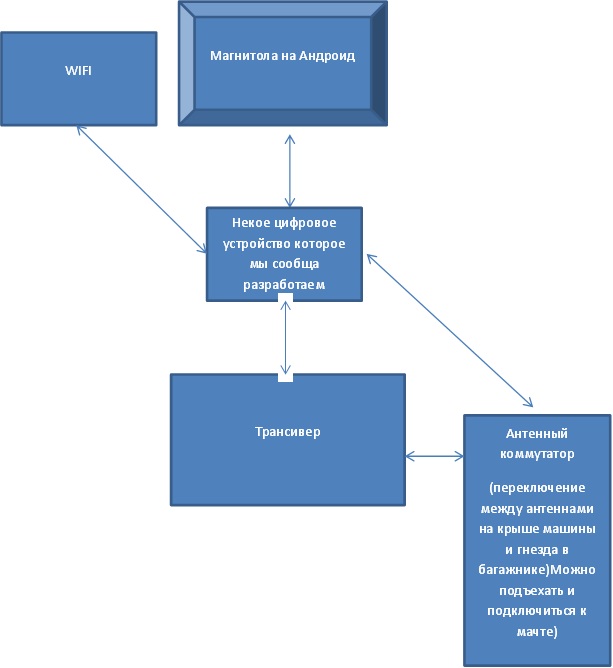 WIFI
Магнитола на Андроид
Некое цифровое
устройство которое
мы сообща
разработаем
Трансивер
Антенный
коммутатор
(переключение
между антеннами
на крыше машины
и гнезда в
багажнике)Можно
подъехать и
подключиться к
мачте)